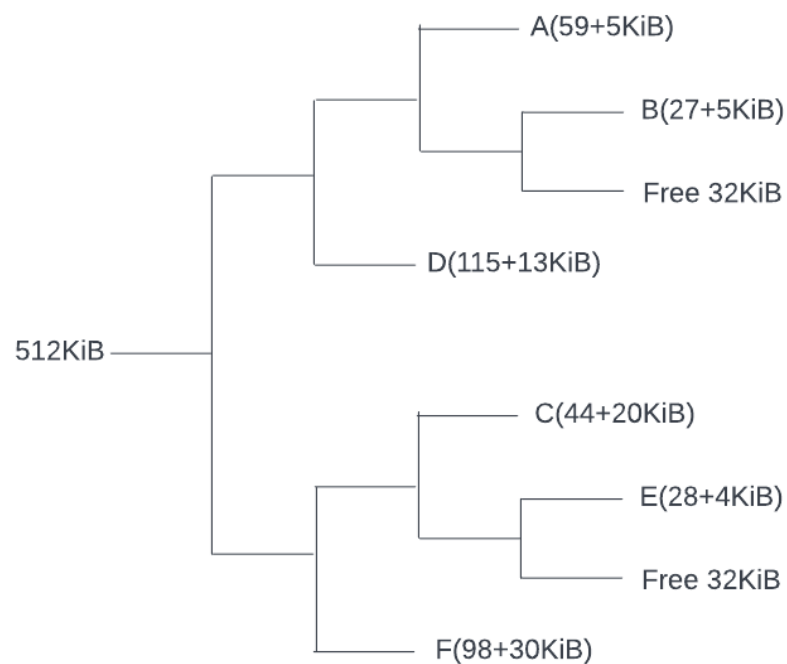 A(59+5KiB)
B(27+5KiB)
Free 32KiB
D(115+13KiB)
512KiB
C(44+20KiB)
E(28+4KiB)
Free 32KiB
F(98+30KiB)